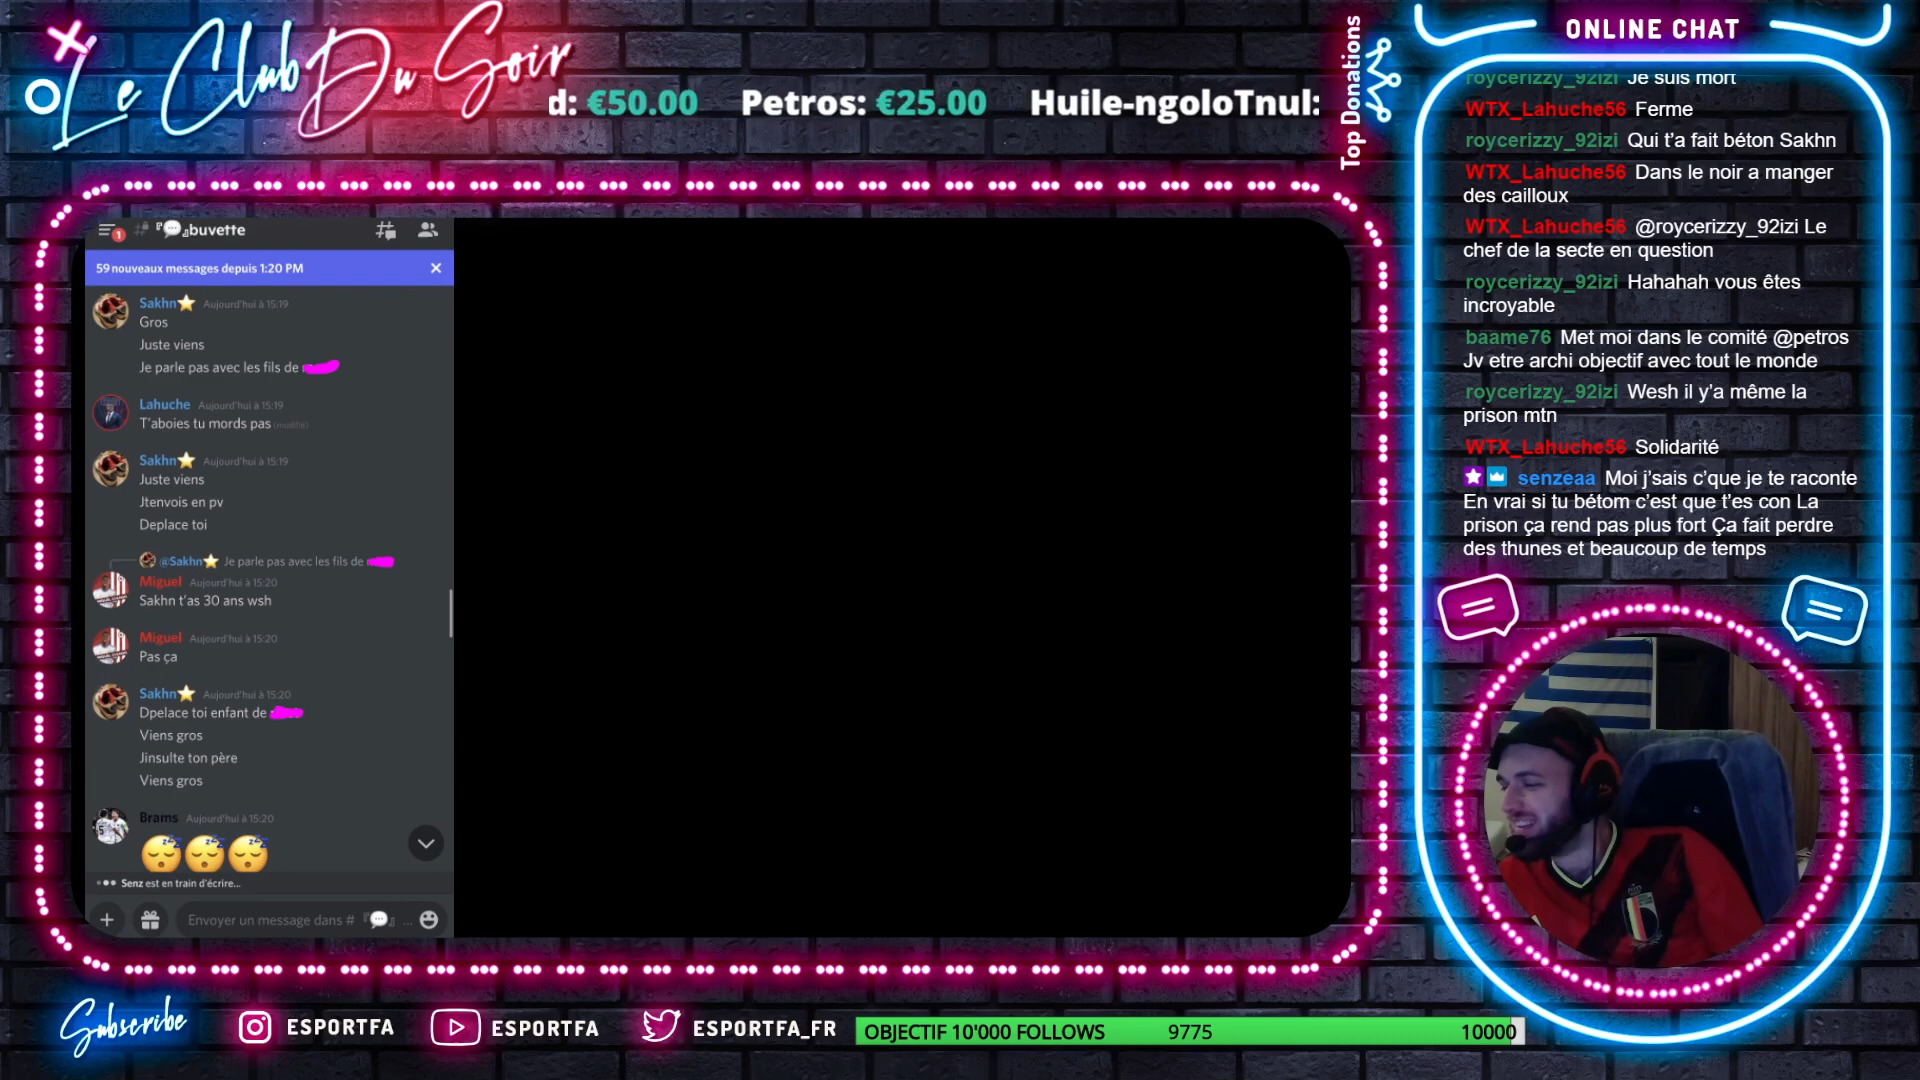 Le Club Du Soir
d: €50.00 Petros: €25.00 Huile-ngoloTnul:
Top Donations
ONLINE CHAT
1 # buvette
59 nouveaux messages depuis 1:20 PM
Sakhn Aujourd'hui à 15:19
Gros
Juste viens
Je parle pas avec les fils de
Lahuche Aujourd'hui à 15:19
T'aboies tu mords pas (modifié)
Sakhn Aujourd'hui à 15:19
Juste viens
Jtenvois en pv
Deplace toi
@Sakhn Je parle pas avec les fils de
Miguel Aujourd'hui à 15:20
Sakhn t'as 30 ans wsh
Miguel Aujourd'hui à 15:20
Pas ça
Sakhn Aujourd'hui à 15:20
Dpelace toi enfant de
Viens gros
Jinsulte ton père
Viens gros
Brams Aujourd'hui à 15:20
Senz est en train d'écrire...
Envoyer un message dans # ...
roycerizzy_92izi Je suis mort
WTX_Lahuche56 Ferme
roycerizzy_92izi Qui t'a fait béton Sakhn
WTX_Lahuche56 Dans le noir a manger
des cailloux
WTX_Lahuche56 @roycerizzy_92izi Le
chef de la secte en question
roycerizzy_92izi Hahahah vous êtes
incroyable
baame76 Met moi dans le comité @petros
Jv etre archi objectif avec tout le monde
roycerizzy_92izi Wesh il y'a même la
prison mtn
WTX_Lahuche56 Solidarité
senzeaa Moi j'sais c'que je te raconte
En vrai si tu bétom c'est que t'es con La
prison ça rend pas plus fort Ça fait perdre
des thunes et beaucoup de temps
Subscribe
ESPORTFA
ESPORTFA
ESPORTFA_FR
OBJECTIF 10'000 FOLLOWS 9775 10000